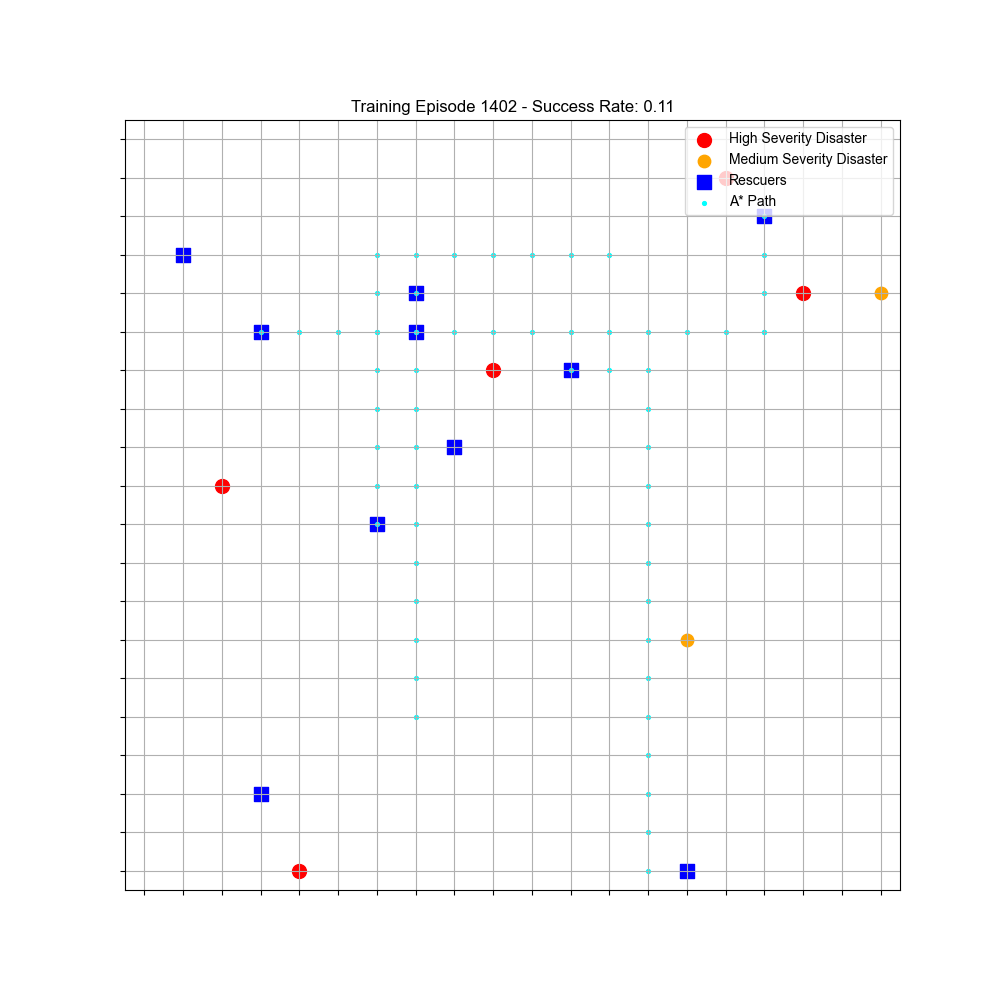 Training Episode 1402 - Success Rate: 0.11
High Severity Disaster
Medium Severity Disaster
Rescuers
A* Path